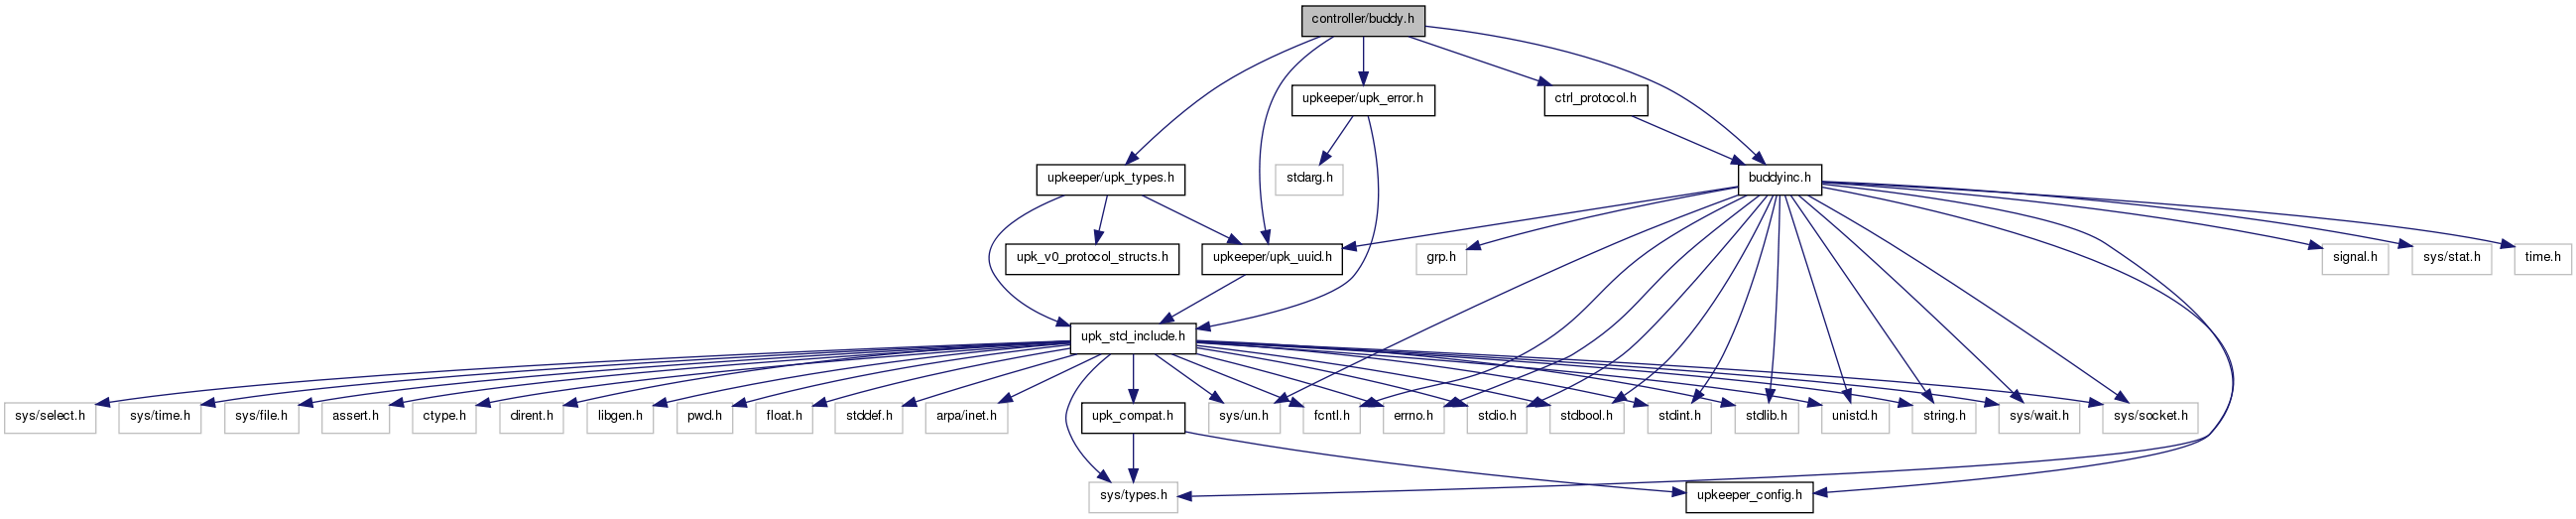 controller/buddy.h
upkeeper/upk_error.h
ctrl_protocol.h
upkeeper/upk_types.h
stdarg.h
buddyinc.h
upk_v0_protocol_structs.h
upkeeper/upk_uuid.h
grp.h
signal.h
sys/stat.h
time.h
upk_std_include.h
sys/select.h
sys/time.h
sys/file.h
assert.h
ctype.h
dirent.h
libgen.h
pwd.h
float.h
stddef.h
arpa/inet.h
upk_compat.h
sys/un.h
fcntl.h
errno.h
stdio.h
stdbool.h
stdint.h
stdlib.h
unistd.h
string.h
sys/wait.h
sys/socket.h
sys/types.h
upkeeper_config.h